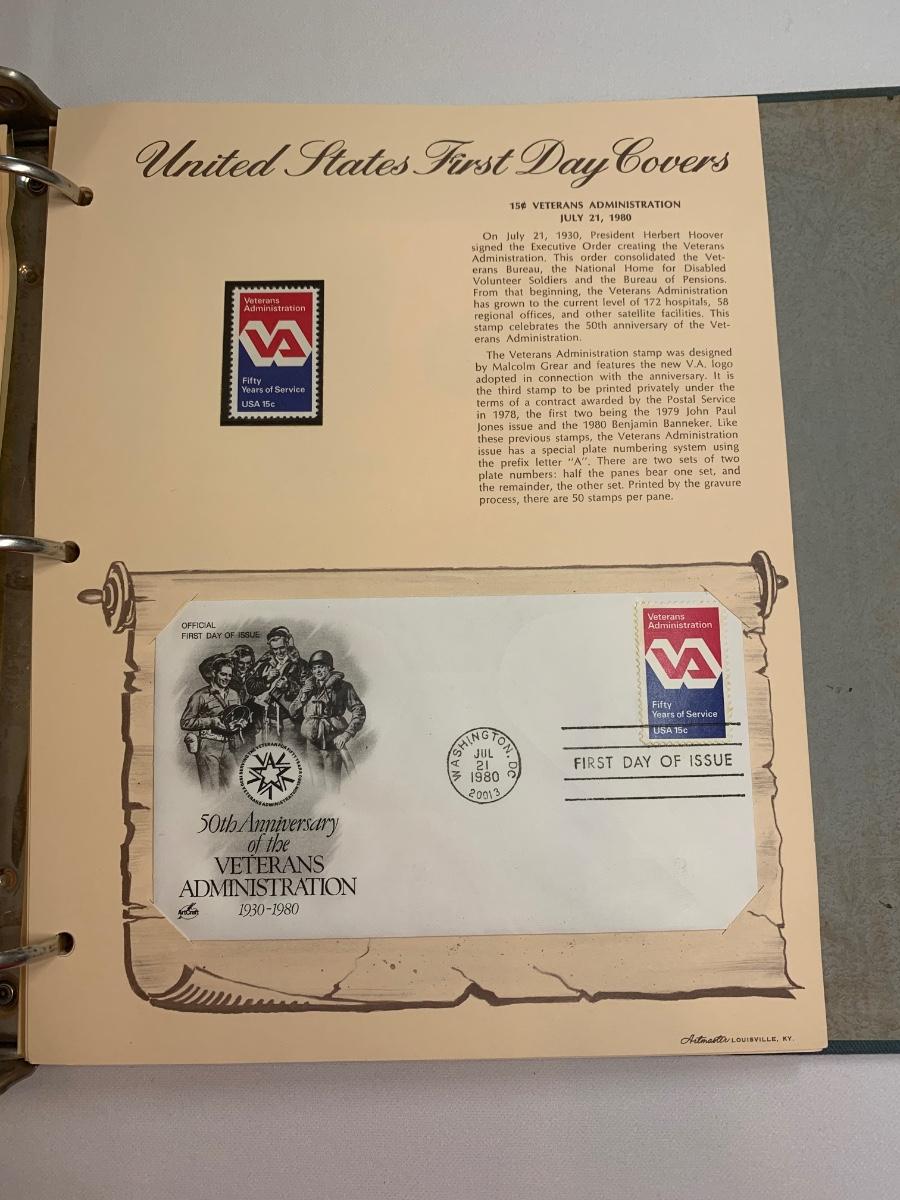 United States First Day Covers
15¢ VETERANS ADMINISTRATION
JULY 21, 1980
On July 21, 1930, President Herbert Hoover
signed the Executive Order creating the Veterans
Administration. This order consolidated the Vet-
erans Bureau, the National Home for Disabled
Volunteer Soldiers and the Bureau of Pensions.
From that beginning, the Veterans Administration
has grown to the current level of 172 hospitals, 58
regional offices, and other satellite facilities. This
stamp celebrates the 50th anniversary of the Vet-
erans Administration.
The Veterans Administration stamp was designed
by Malcolm Grear and features the new V.A. logo
adopted in connection with the anniversary. It is
the third stamp to be printed privately under the
terms of a contract awarded by the Postal Service
in 1978, the first two being the 1979 John Paul
Jones issue and the 1980 Benjamin Banneker. Like
these previous stamps, the Veterans Administration
issue has a special plate numbering system using
the prefix letter "A". There are two sets of two
plate numbers: half the panes bear one set, and
the remainder, the other set. Printed by the gravure
process, there are 50 stamps per pane.
Veterans
Administration
VA
Fifty
Years of Service
USA 15c
OFFICIAL
FIRST DAY OF ISSUE
50th Anniversary
of the
VETERANS
ADMINISTRATION
1930-1980
ArtCraft
WASHINGTON, DC
JUL
21
1980
20013
Veterans
Administration
VA
Fifty
Years of Service
USA 15c
FIRST DAY OF ISSUE
Artmaster LOUISVILLE, KY.